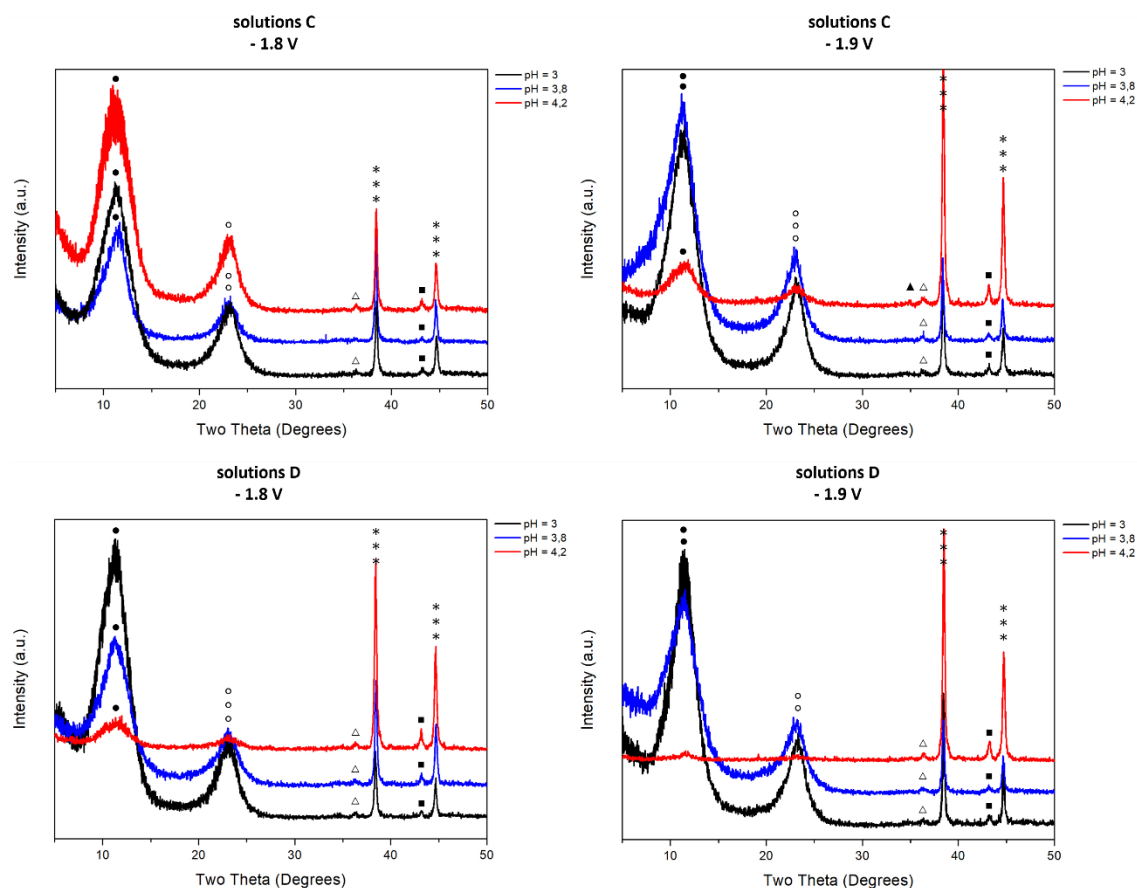 solutions C
- 1.8 V
pH = 3
pH = 3,8
pH = 4,2
Intensity (a.u.)
10
20
30
40
50
Two Theta (Degrees)
solutions C
- 1.9 V
pH = 3
pH = 3,8
pH = 4,2
Intensity (a.u.)
10
20
30
40
50
Two Theta (Degrees)
solutions D
- 1.8 V
pH = 3
pH = 3,8
pH = 4,2
Intensity (a.u.)
10
20
30
40
50
Two Theta (Degrees)
solutions D
- 1.9 V
pH = 3
pH = 3,8
pH = 4,2
Intensity (a.u.)
10
20
30
40
50
Two Theta (Degrees)